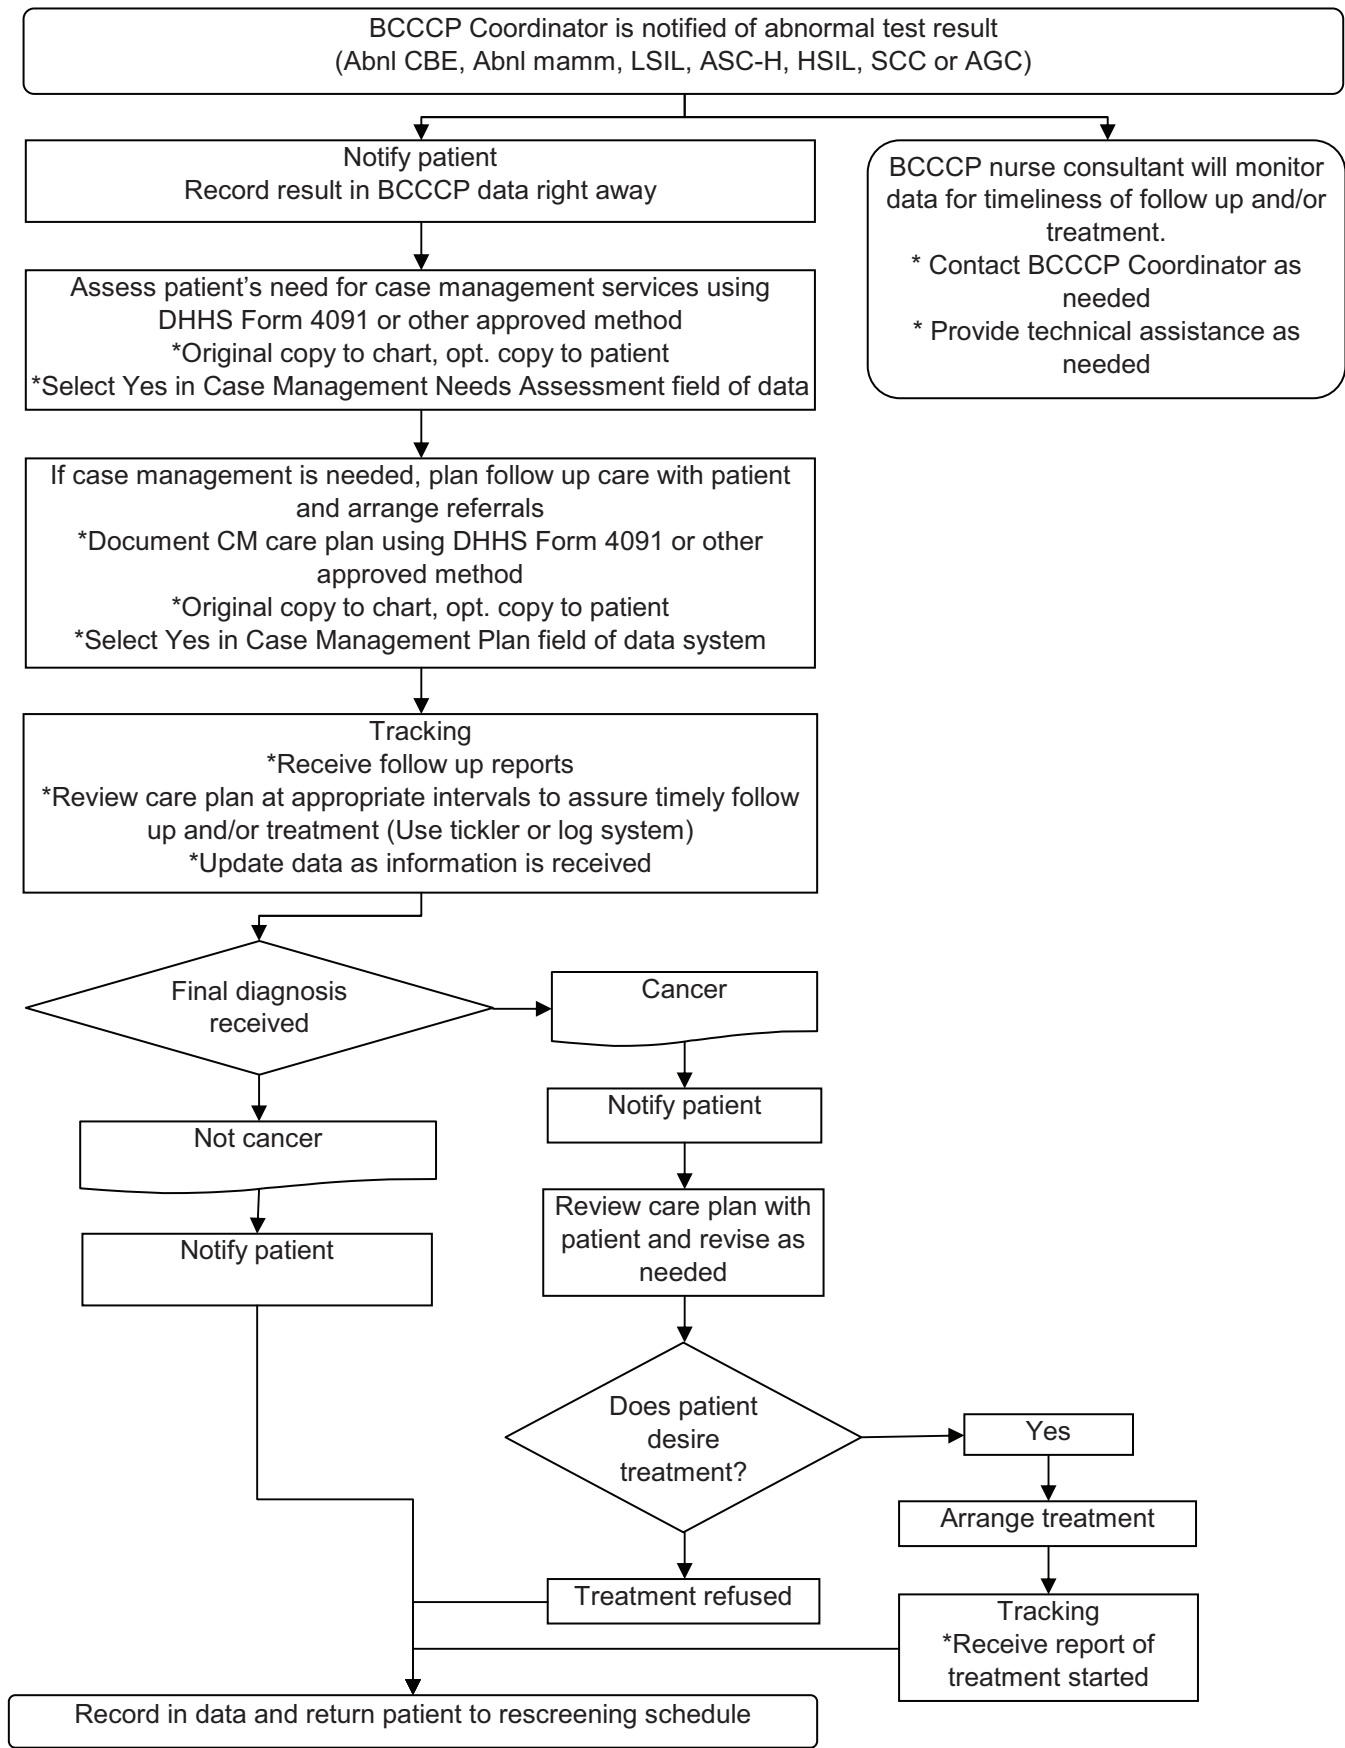 BCCCP Coordinator is notified of abnormal test result
(Abnl CBE, Abnl mamm, LSIL, ASC-H, HSIL, SCC or AGC)
Notify patient
Record result in BCCCP data right away
BCCCP nurse consultant will monitor
data for timeliness of follow up and/or
treatment.
* Contact BCCCP Coordinator as
needed
* Provide technical assistance as
needed
Assess patient's need for case management services using
DHHS Form 4091 or other approved method
*Original copy to chart, opt. copy to patient
*Select Yes in Case Management Needs Assessment field of data
If case management is needed, plan follow up care with patient
and arrange referrals
*Document CM care plan using DHHS Form 4091 or other
approved method
*Original copy to chart, opt. copy to patient
*Select Yes in Case Management Plan field of data system
Tracking
*Receive follow up reports
*Review care plan at appropriate intervals to assure timely follow
up and/or treatment (Use tickler or log system)
*Update data as information is received
Final diagnosis
received
Cancer
Notify patient
Not cancer
Notify patient
Review care plan with
patient and revise as
needed
Does patient
desire
treatment?
Yes
Arrange treatment
Treatment refused
Tracking
*Receive report of
treatment started
Record in data and return patient to rescreening schedule